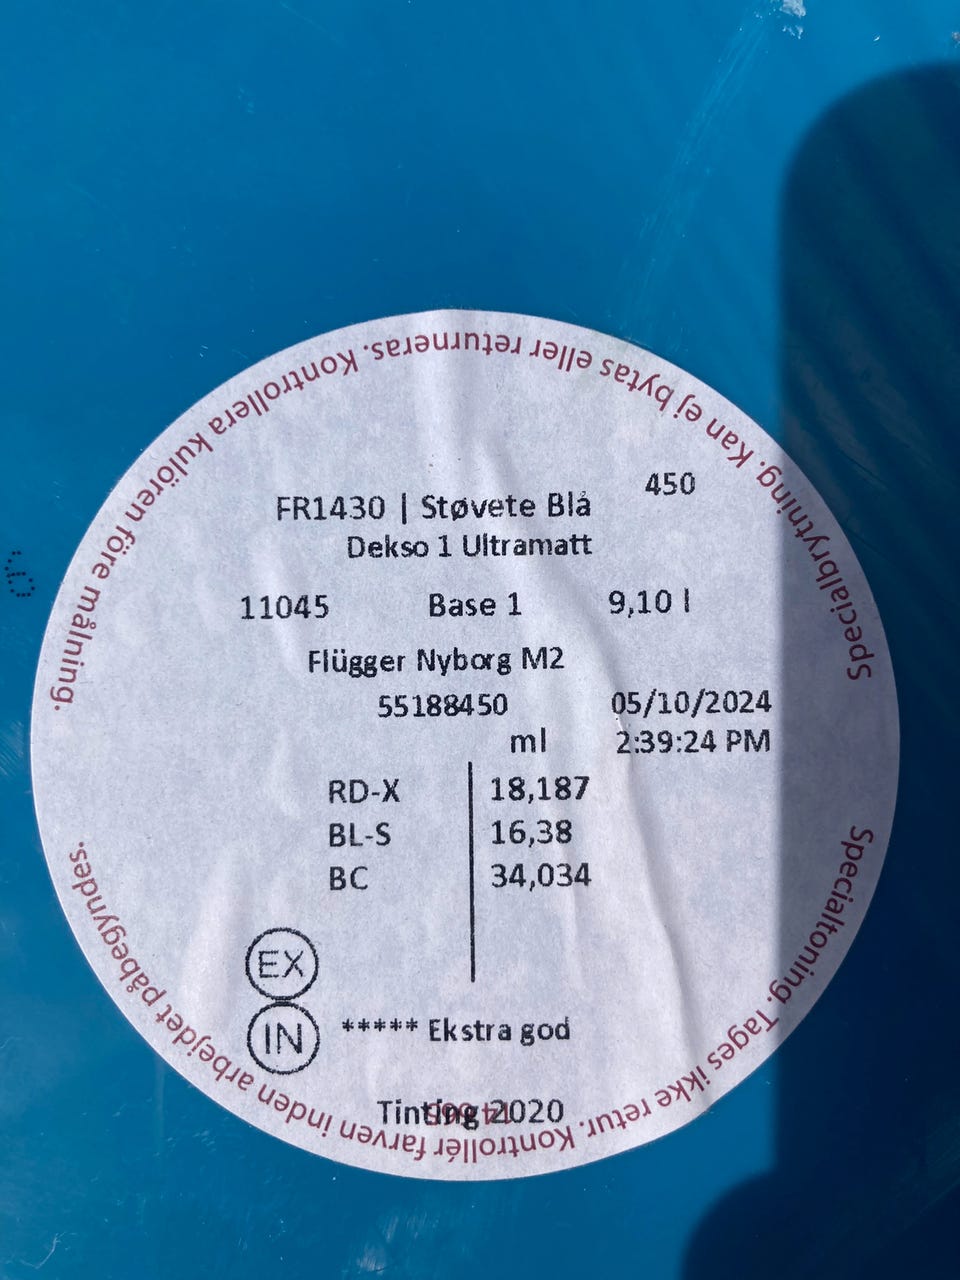 Specialbrytning. Kan ej bytas eller returneras. Kontrollera kulören före målning.
450
FR1430 | Støvete Blå
Dekso 1 Ultramatt
11045 Base 1 9,10 l
Flügger Nyborg M2
55188450 05/10/2024
ml 2:39:24 PM
RD-X 18,187
BL-S 16,38
BC 34,034
EX
IN ***** Ekstra god
Tinting 2020
Specialtoning. Tages ikke retur. Kontrollér farven inden arbejdet påbegyndes.